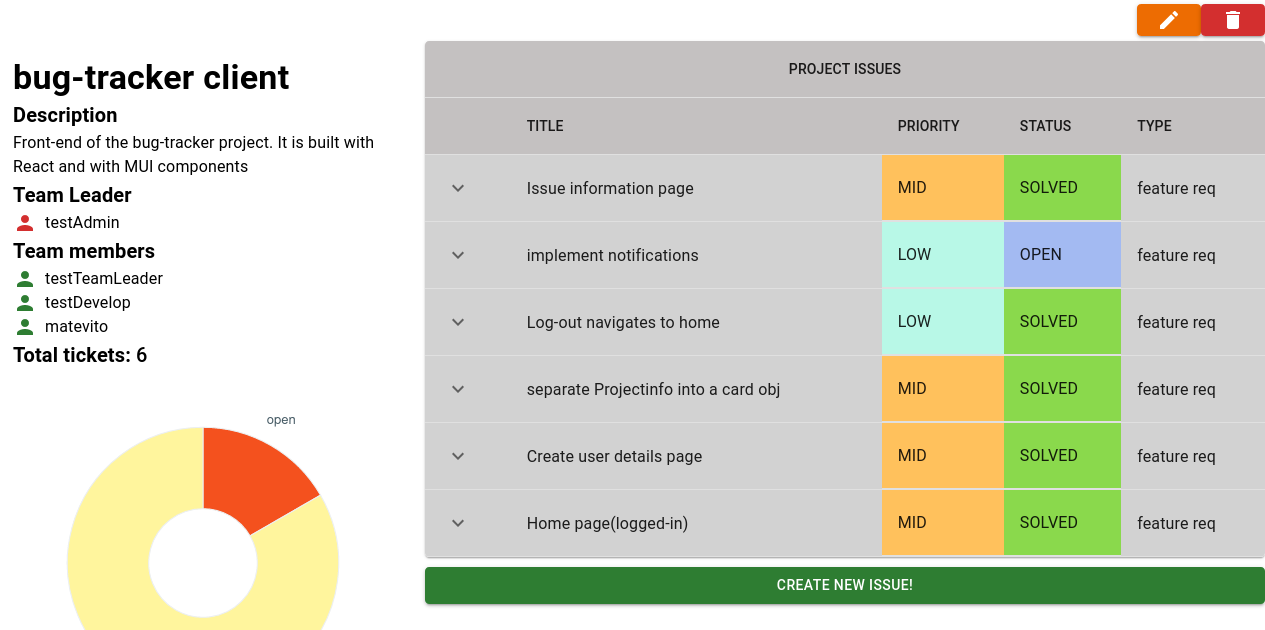 bug-tracker client
Description
Front-end of the bug-tracker project. It is built with
React and with MUI components
Team Leader
testAdmin
Team members
testTeamLeader
testDevelop
matevito
Total tickets: 6
open
PROJECT ISSUES
TITLE PRIORITY STATUS TYPE
Issue information page MID SOLVED feature req
implement notifications LOW OPEN feature req
Log-out navigates to home LOW SOLVED feature req
separate Projectinfo into a card obj MID SOLVED feature req
Create user details page MID SOLVED feature req
Home page(logged-in) MID SOLVED feature req
CREATE NEW ISSUE!